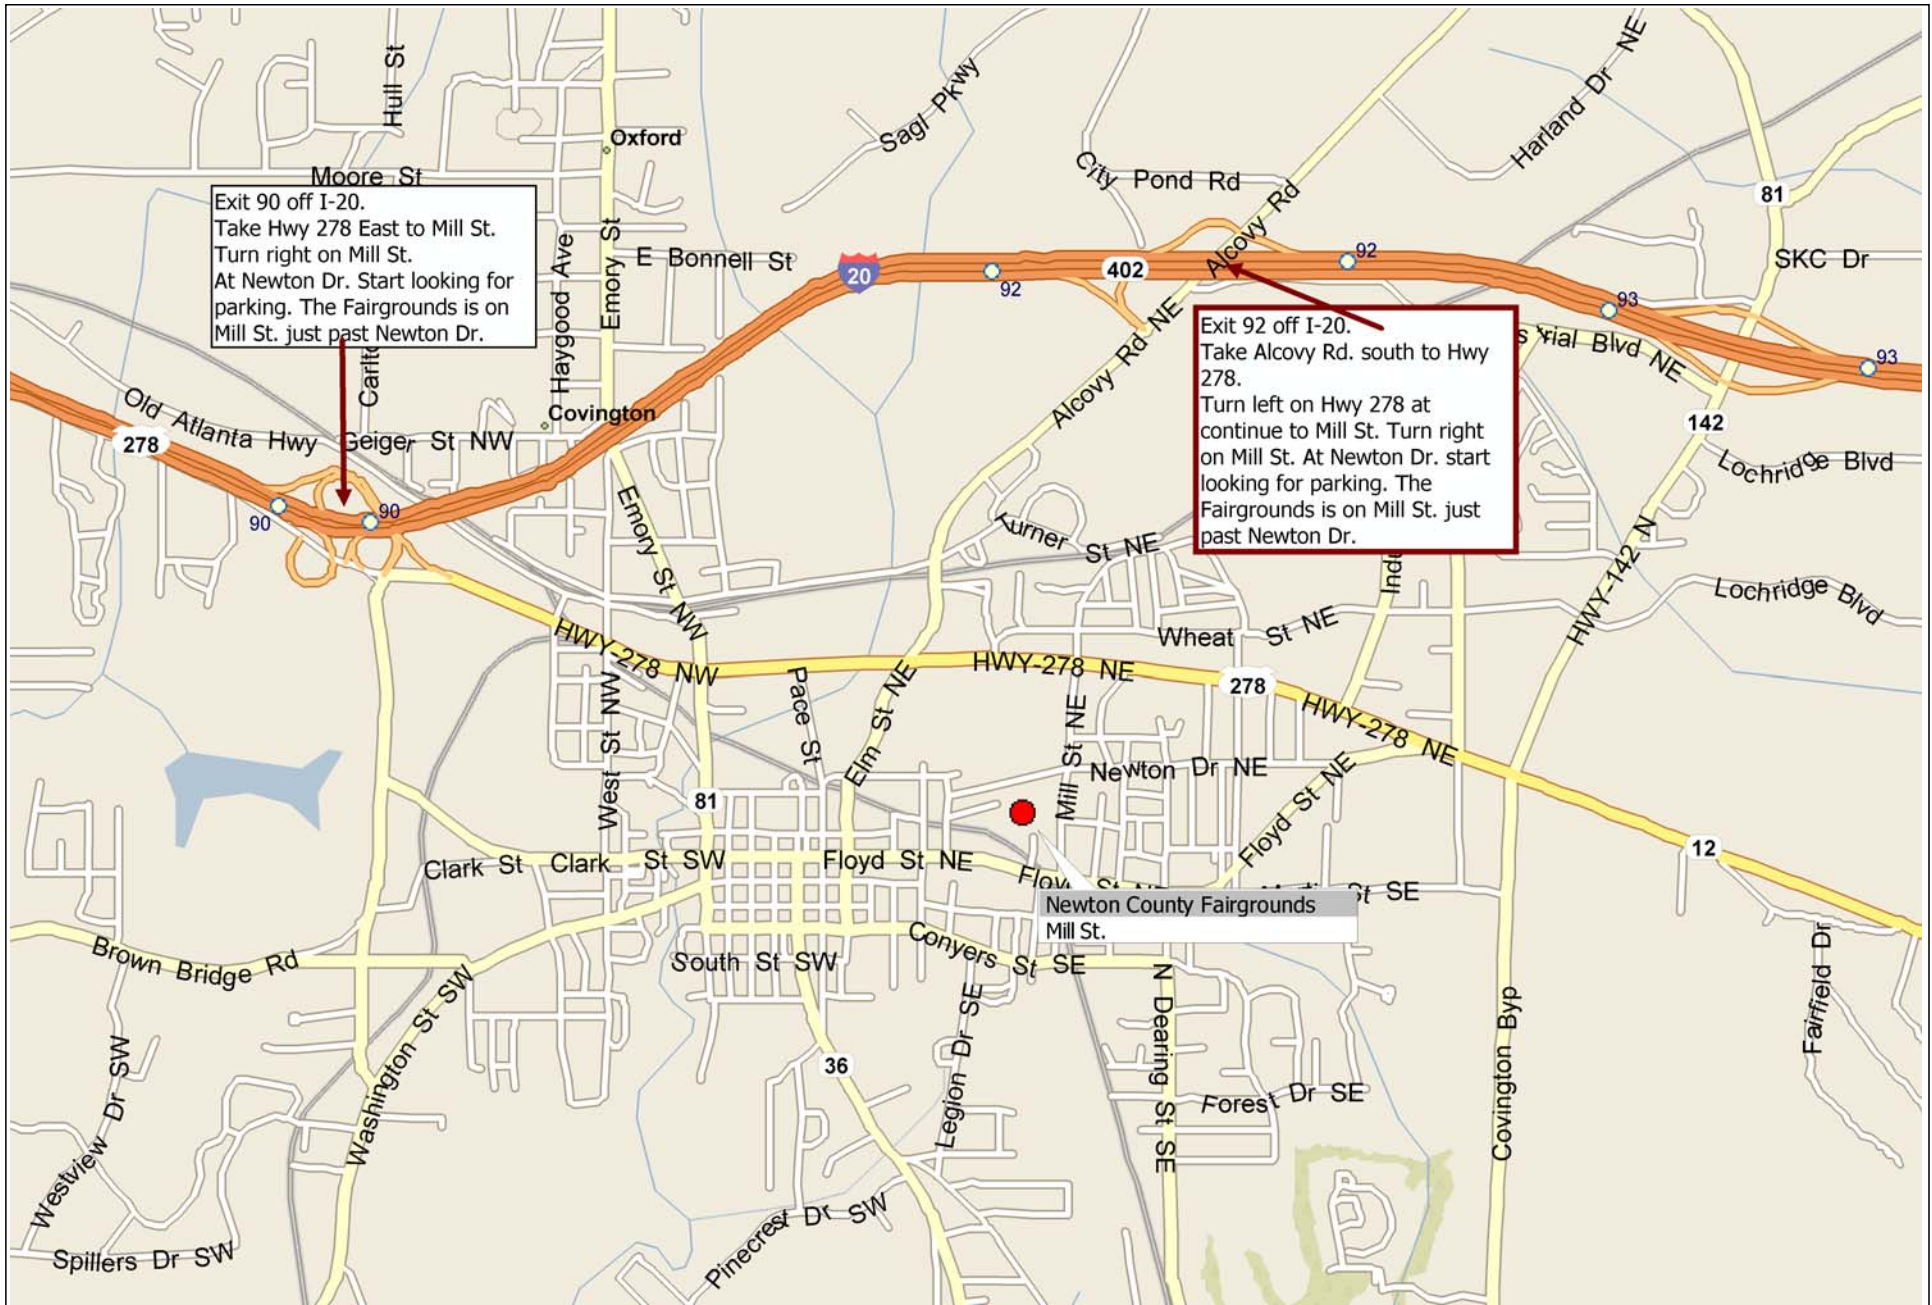 Hull St
Sagl Pkwy
Harland Dr NE
Oxford
Moore St
City Pond Rd
Alcovy Rd
81
Exit 90 off I-20.
Take Hwy 278 East to Mill St.
Turn right on Mill St.
At Newton Dr. Start looking for
parking. The Fairgrounds is on
Mill St. just past Newton Dr.
Haygood Ave
Emory St
E Bonnell St
20
402
92
92
SKC Dr
93
93
Exit 92 off I-20.
Take Alcovy Rd. south to Hwy
278.
Turn left on Hwy 278 at
continue to Mill St. Turn right
on Mill St. At Newton Dr. start
looking for parking. The
Fairgrounds is on Mill St. just
past Newton Dr.
Blvd NE
Alcovy Rd NE
Old Atlanta Hwy
Geiger St NW
Covington
278
142
Lochridge Blvd
90
90
Emory St NW
Turner St NE
HWY-142 N
Lochridge Blvd
Wheat St NE
HWY-278 NW
HWY-278 NE
278
HWY-278 NE
West St NW
Pace St
Elm St NE
Mill St NE
Newton Dr NE
Floyd St NE
81
12
Clark St
Clark St SW
Floyd St NE
St SE
Newton County Fairgrounds
Mill St.
Brown Bridge Rd
South St SW
Conyers St SE
Fairfield Dr
Washington St SW
Westview Dr SW
36
Legion Dr SE
N Dearing St SE
Forest Dr SE
Covington Byp
Pinecrest Dr SW
Spillers Dr SW